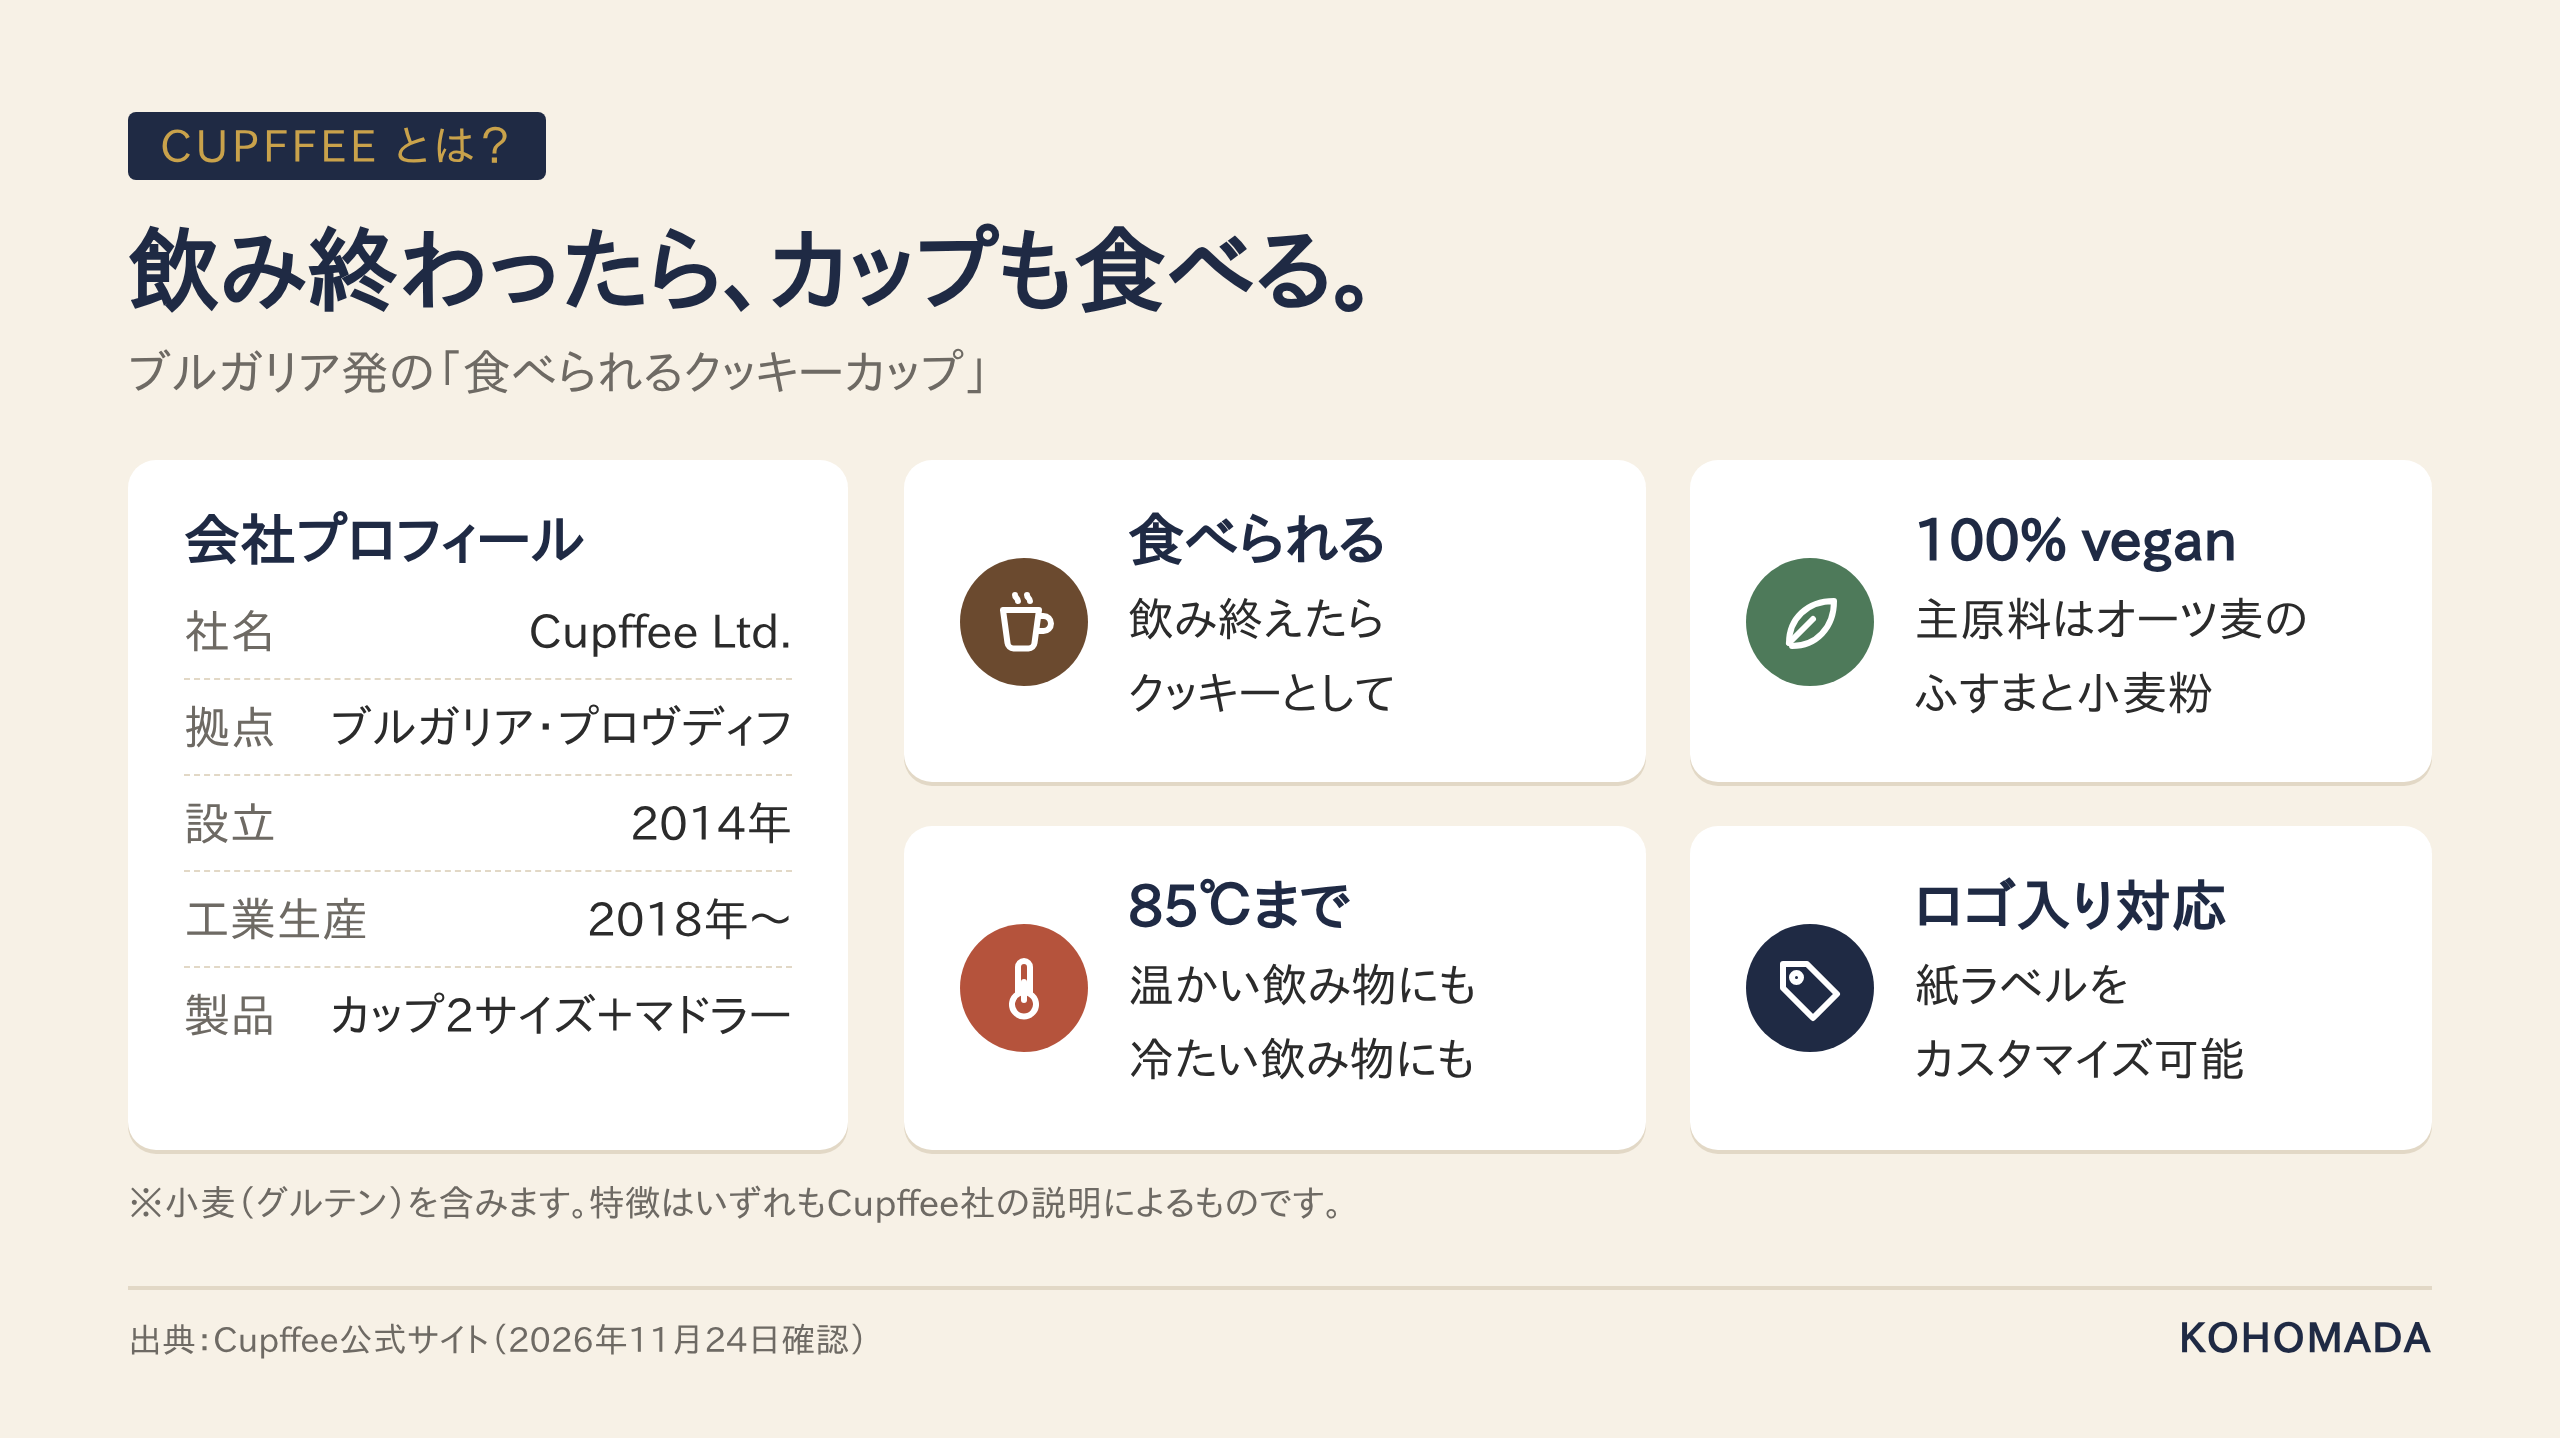 CUPFFEE とは？
飲み終わったら、カップも食べる。
ブルガリア発の「食べられるクッキーカップ」
会社プロフィール
社名 Cupffee Ltd.
拠点 ブルガリア・プロヴディフ
設立 2014年
工業生産 2018年〜
製品 カップ2サイズ＋マドラー
食べられる
飲み終えたら
クッキーとして
100% vegan
主原料はオーツ麦の
ふすまと小麦粉
85℃まで
温かい飲み物にも
冷たい飲み物にも
ロゴ入り対応
紙ラベルを
カスタマイズ可能
※小麦（グルテン）を含みます。特徴はいずれもCupffee社の説明によるものです。
出典：Cupffee公式サイト（2026年11月24日確認）
KOHOMADA